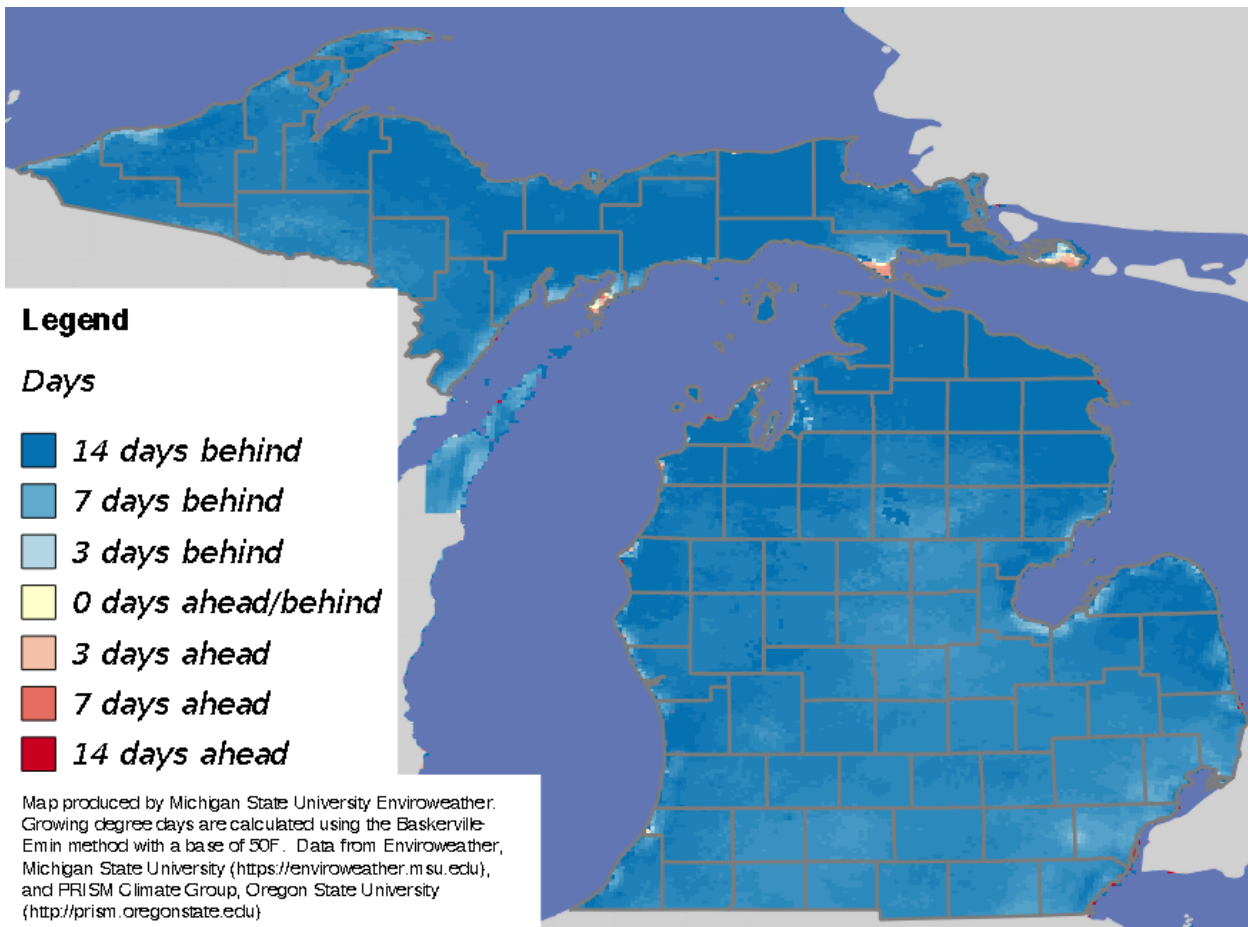 Legend
Days
14 days behind
7 days behind
3 days behind
0 days ahead/behind
3 days ahead
7 days ahead
14 days ahead
Map produced by Michigan State University Enviroweather.
Growing degree days are calculated using the Baskerville-
Emin method with a base of 50F. Data from Enviroweather,
Michigan State University (https://enviroweather.msu.edu),
and PRISM Climate Group, Oregon State University
(http://prism.oregonstate.edu)